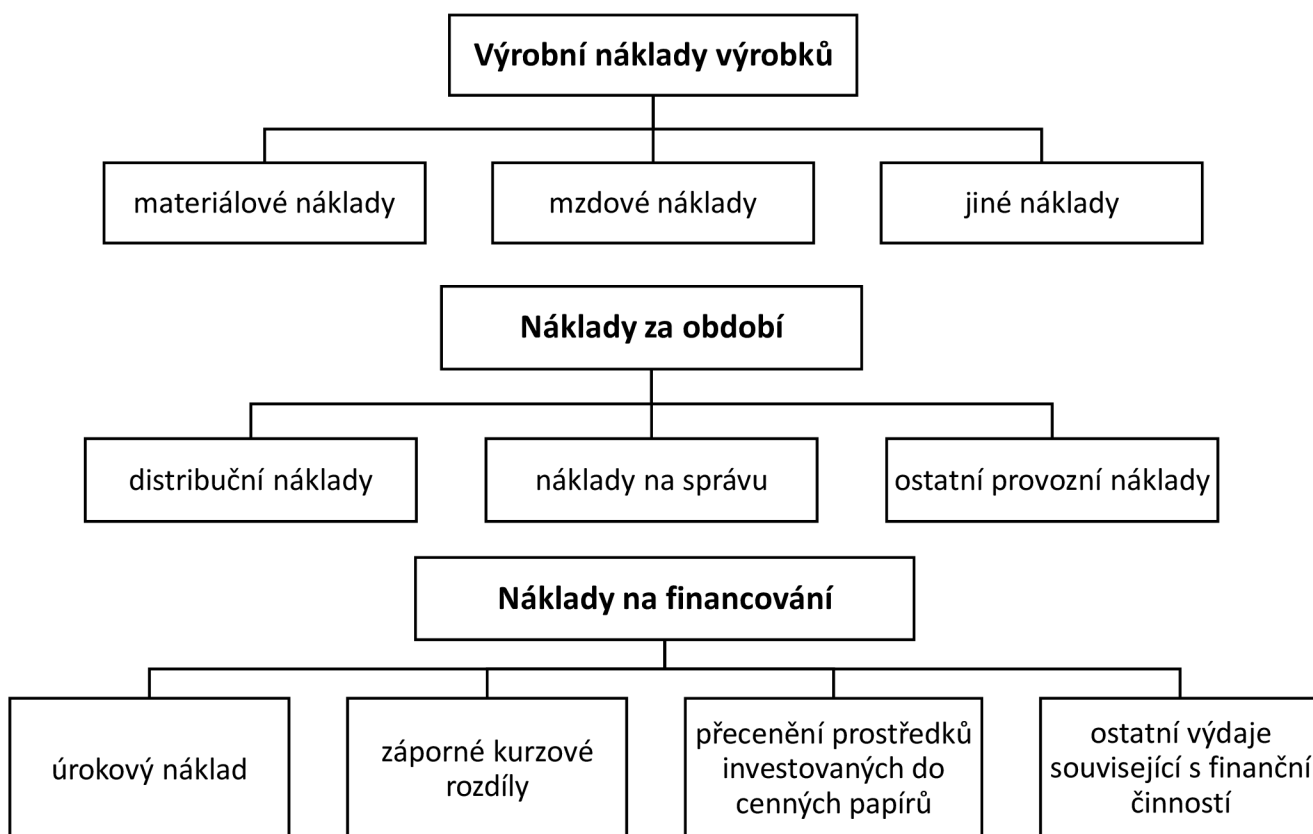 Výrobní náklady výrobků
materiálové náklady
mzdové náklady
jiné náklady
Náklady za období
distribuční náklady
náklady na správu
ostatní provozní náklady
Náklady na financování
úrokový náklad
záporné kurzové
rozdíly
přecenění prostředků
investovaných do
cenných papírů
ostatní výdaje
související s finanční
činností